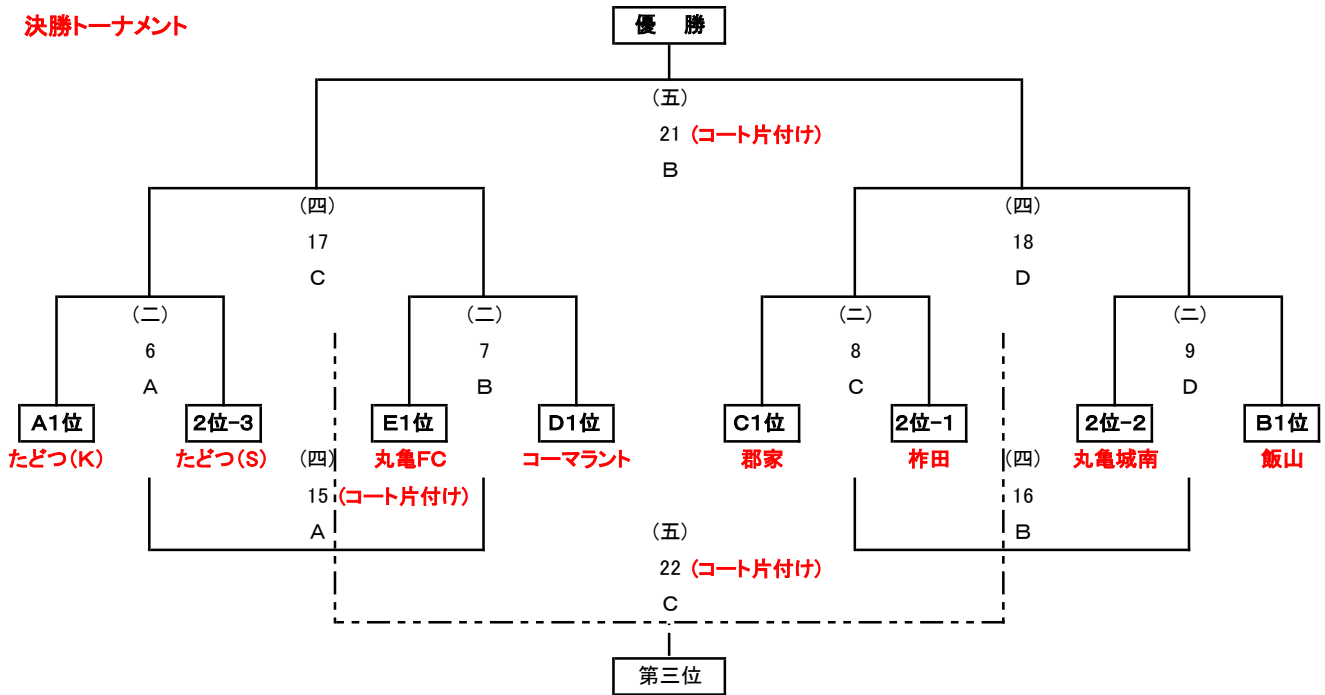 決勝トーナメント
優　勝
(五)
21 (コート片付け)
B
(四)
(四)
17
18
C
D
(二)
(二)
(二)
(二)
6
7
8
9
A
B
C
D
A1位
2位-3
E1位
D1位
C1位
2位-1
2位-2
B1位
たどつ(K)
たどつ(S)
(四)
丸亀FC
コーマラント
郡家
柞田
(四)
丸亀城南
飯山
15 (コート片付け)
16
A
B
(五)
22 (コート片付け)
C
第三位